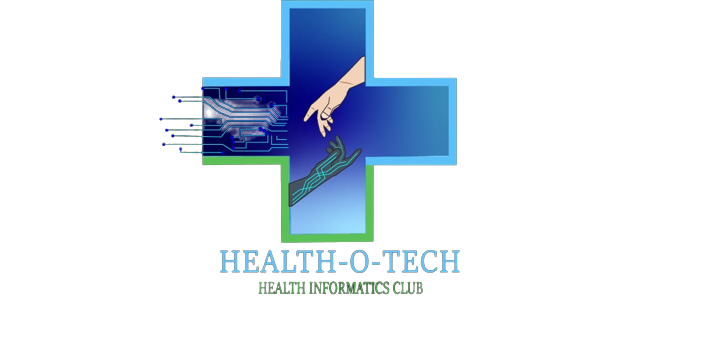 HEALTH-O-TECH
HEALTH INFORMATICS CLUB